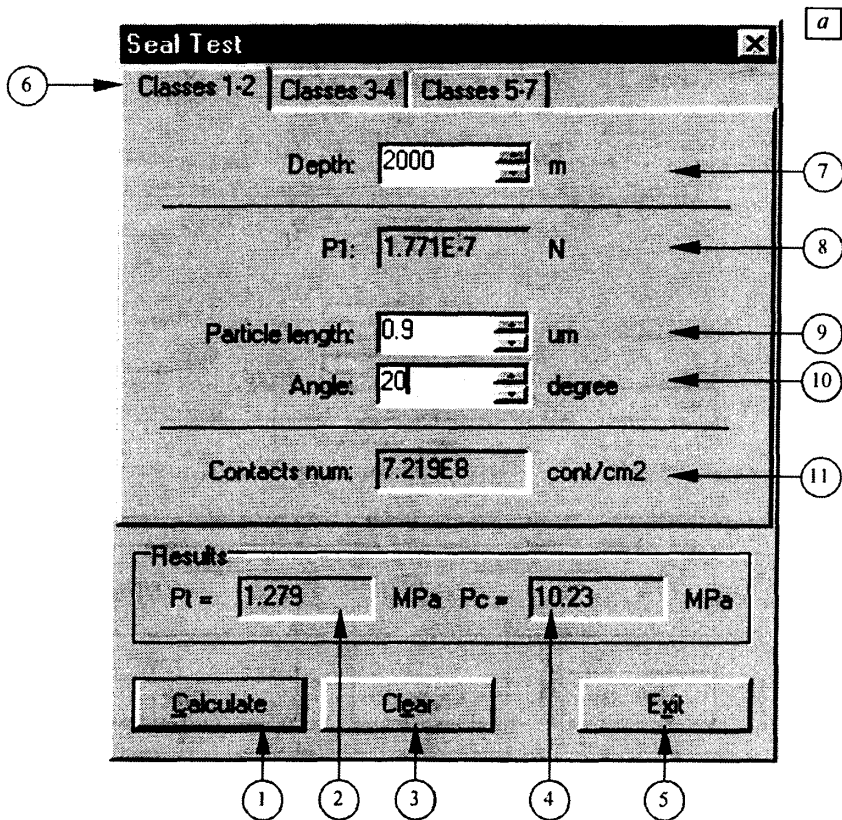 a
Seal Test
6
Classes 1-2 Classes 3-4 Classes 5-7
Depth: 2000 m
7
P1: 1.771E-7 N
8
Particle length: 0.9 um
9
Angle: 20 degree
10
Contacts num: 7.219E8 cont/cm2
11
Results
Pt = 1.279 MPa Pc = 10.23 MPa
Calculate Clear Exit
1 2 3 4 5